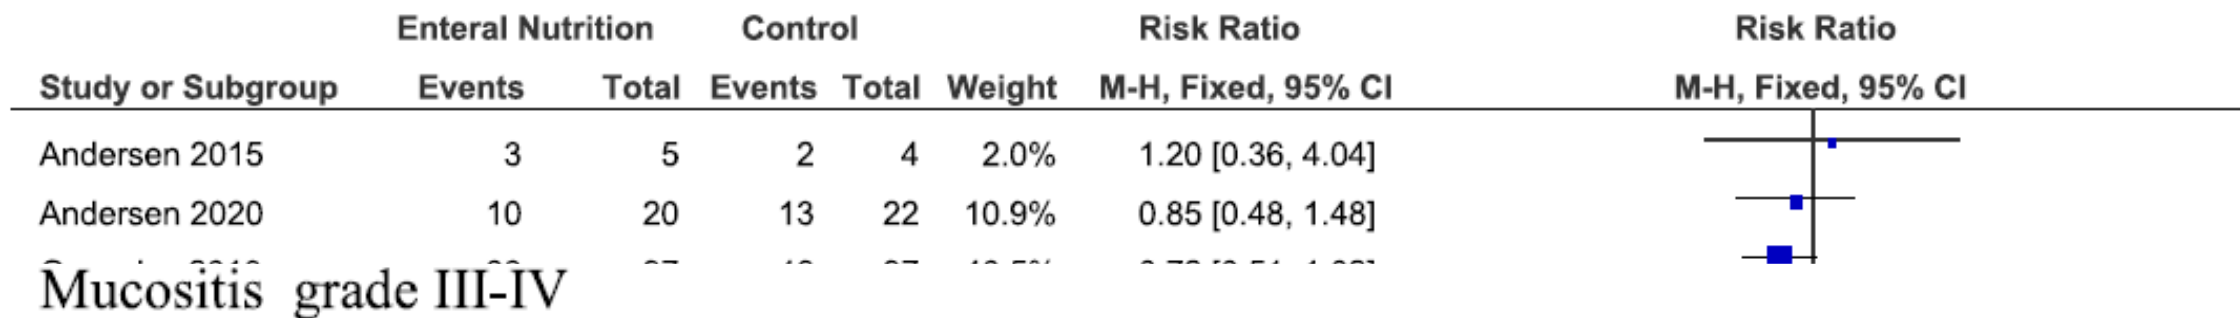 Enteral Nutrition Control Risk Ratio Risk Ratio
Study or Subgroup Events Total Events Total Weight M-H, Fixed, 95% CI M-H, Fixed, 95% CI
Andersen 2015 3 5 2 4 2.0% 1.20 [0.36, 4.04]
Andersen 2020 10 20 13 22 10.9% 0.85 [0.48, 1.48]
Mucositis grade III-IV